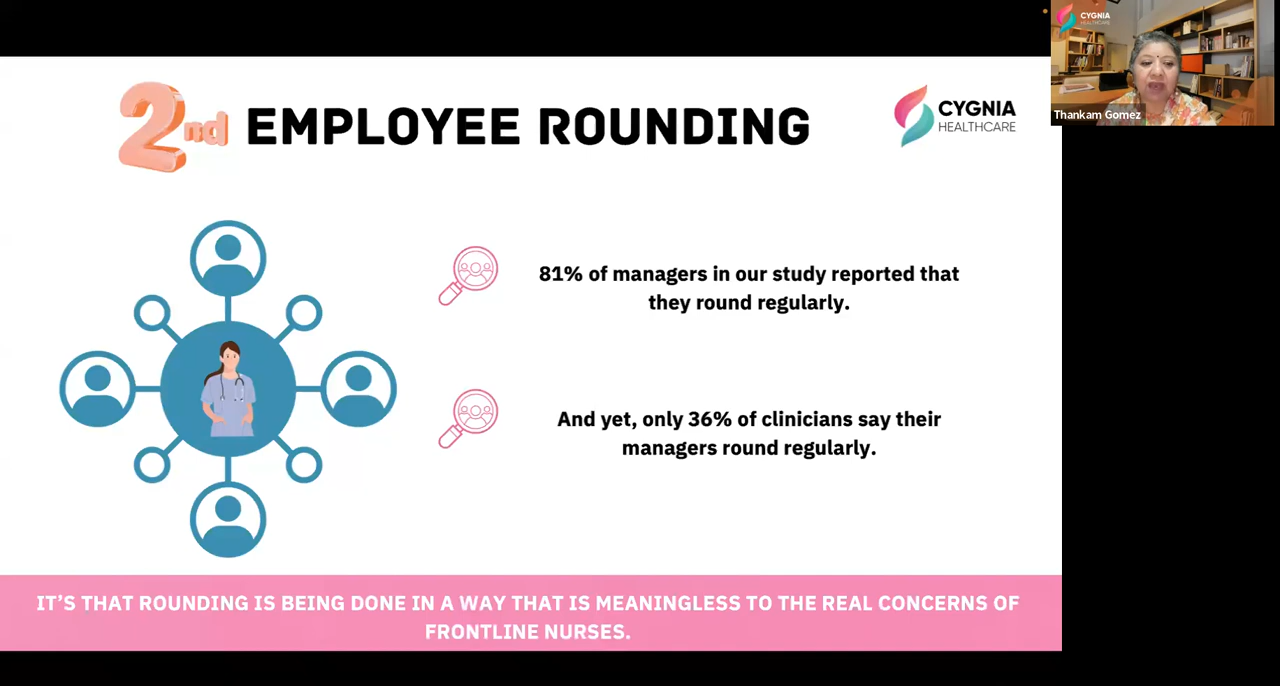 2nd EMPLOYEE ROUNDING
CYGNIA
HEALTHCARE
CYGNIA
HEALTHCARE
Thankam Gomez
81% of managers in our study reported that
they round regularly.
And yet, only 36% of clinicians say their
managers round regularly.
IT’S THAT ROUNDING IS BEING DONE IN A WAY THAT IS MEANINGLESS TO THE REAL CONCERNS OF
FRONTLINE NURSES.